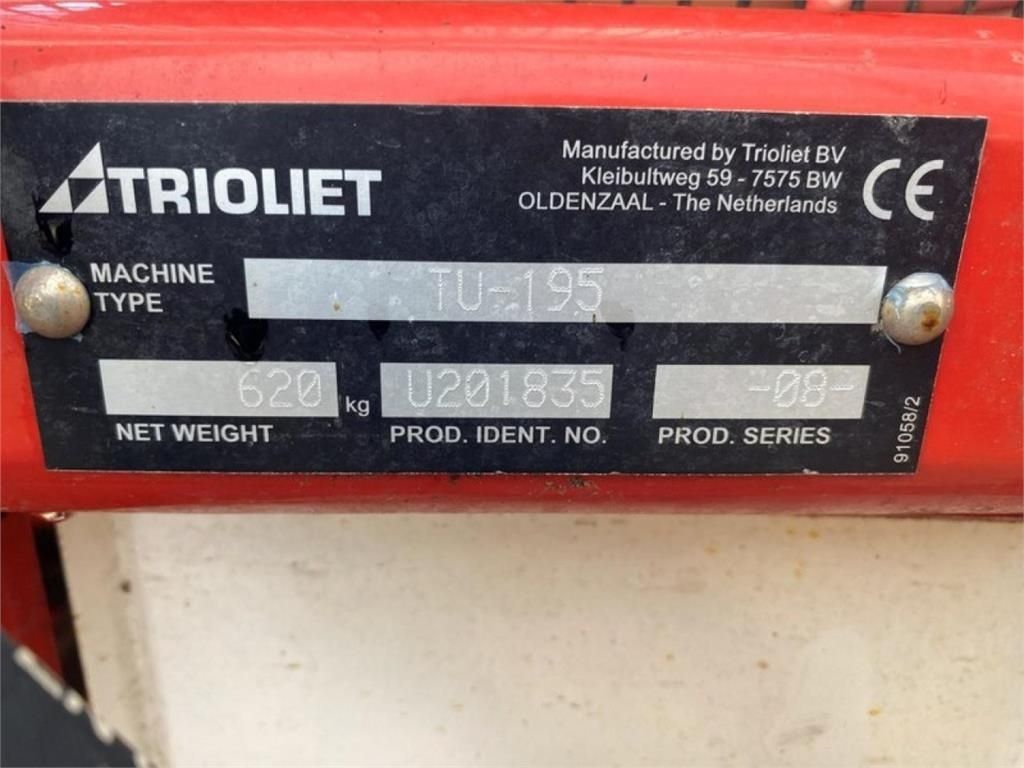 TRIOLIET
Manufactured by Trioliet BV
Kleibultweg 59 - 7575 BW
OLDENZAAL - The Netherlands
CE
MACHINE
TYPE
TU-195
620 kg
NET WEIGHT
U201835
PROD. IDENT. NO.
-08-
PROD. SERIES
91058/2